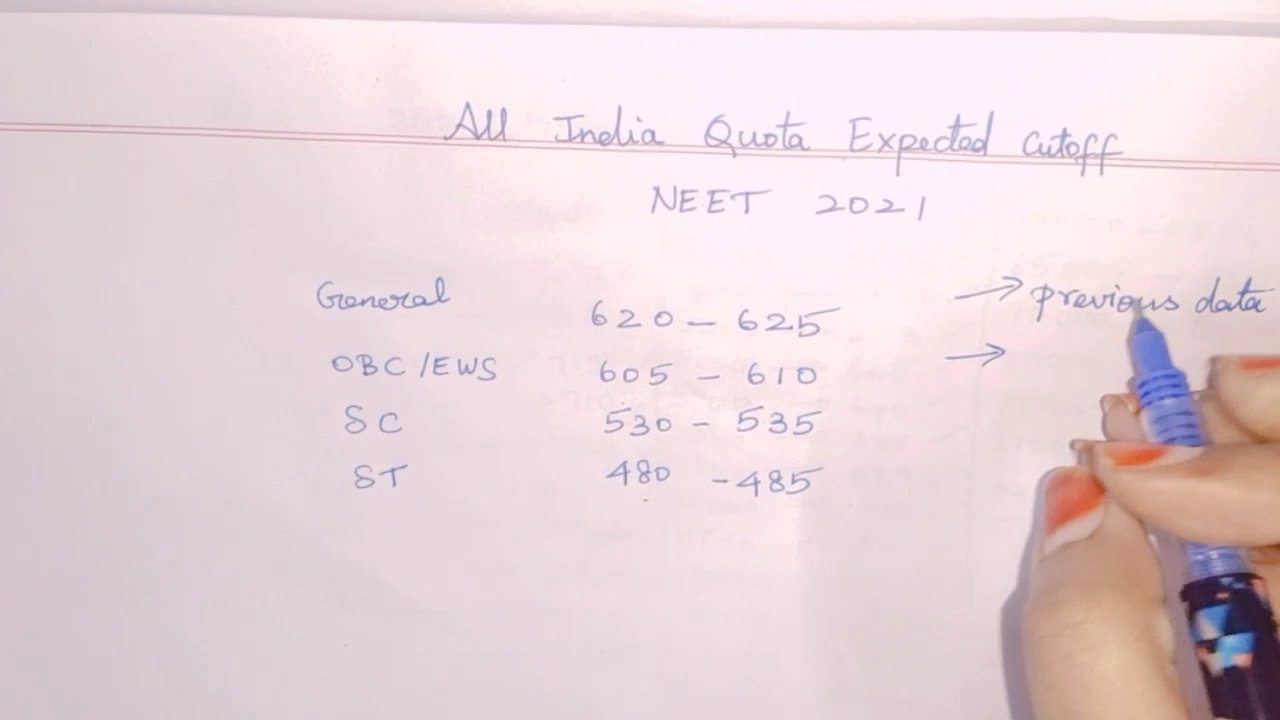 All India Quota Expected Cutoff
NEET 2021
General 620 - 625 → previous data
OBC/EWS 605 - 610 →
SC 530 - 535
ST 480 - 485